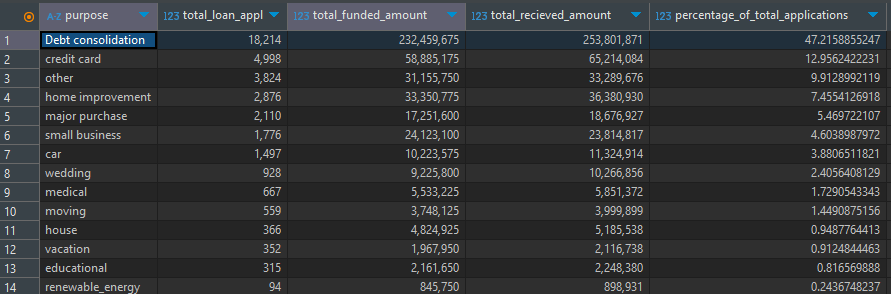 A-Z purpose 123 total_loan_appl 123 total_funded_amount 123 total_recieved_amount 123 percentage_of_total_applications
1 Debt consolidation 18,214 232,459,675 253,801,871 47.2158855247
2 credit card 4,998 58,885,175 65,214,084 12.9562422231
3 other 3,824 31,155,750 33,289,676 9.9128992119
4 home improvement 2,876 33,350,775 36,380,930 7.4554126918
5 major purchase 2,110 17,251,600 18,676,927 5.469722107
6 small business 1,776 24,123,100 23,814,817 4.6038987972
7 car 1,497 10,223,575 11,324,914 3.8806511821
8 wedding 928 9,225,800 10,266,856 2.4056408129
9 medical 667 5,533,225 5,851,372 1.7290543343
10 moving 559 3,748,125 3,999,899 1.4490875156
11 house 366 4,824,925 5,185,538 0.9487764413
12 vacation 352 1,967,950 2,116,738 0.9124844463
13 educational 315 2,161,650 2,248,380 0.816569888
14 renewable_energy 94 845,750 898,931 0.2436748237